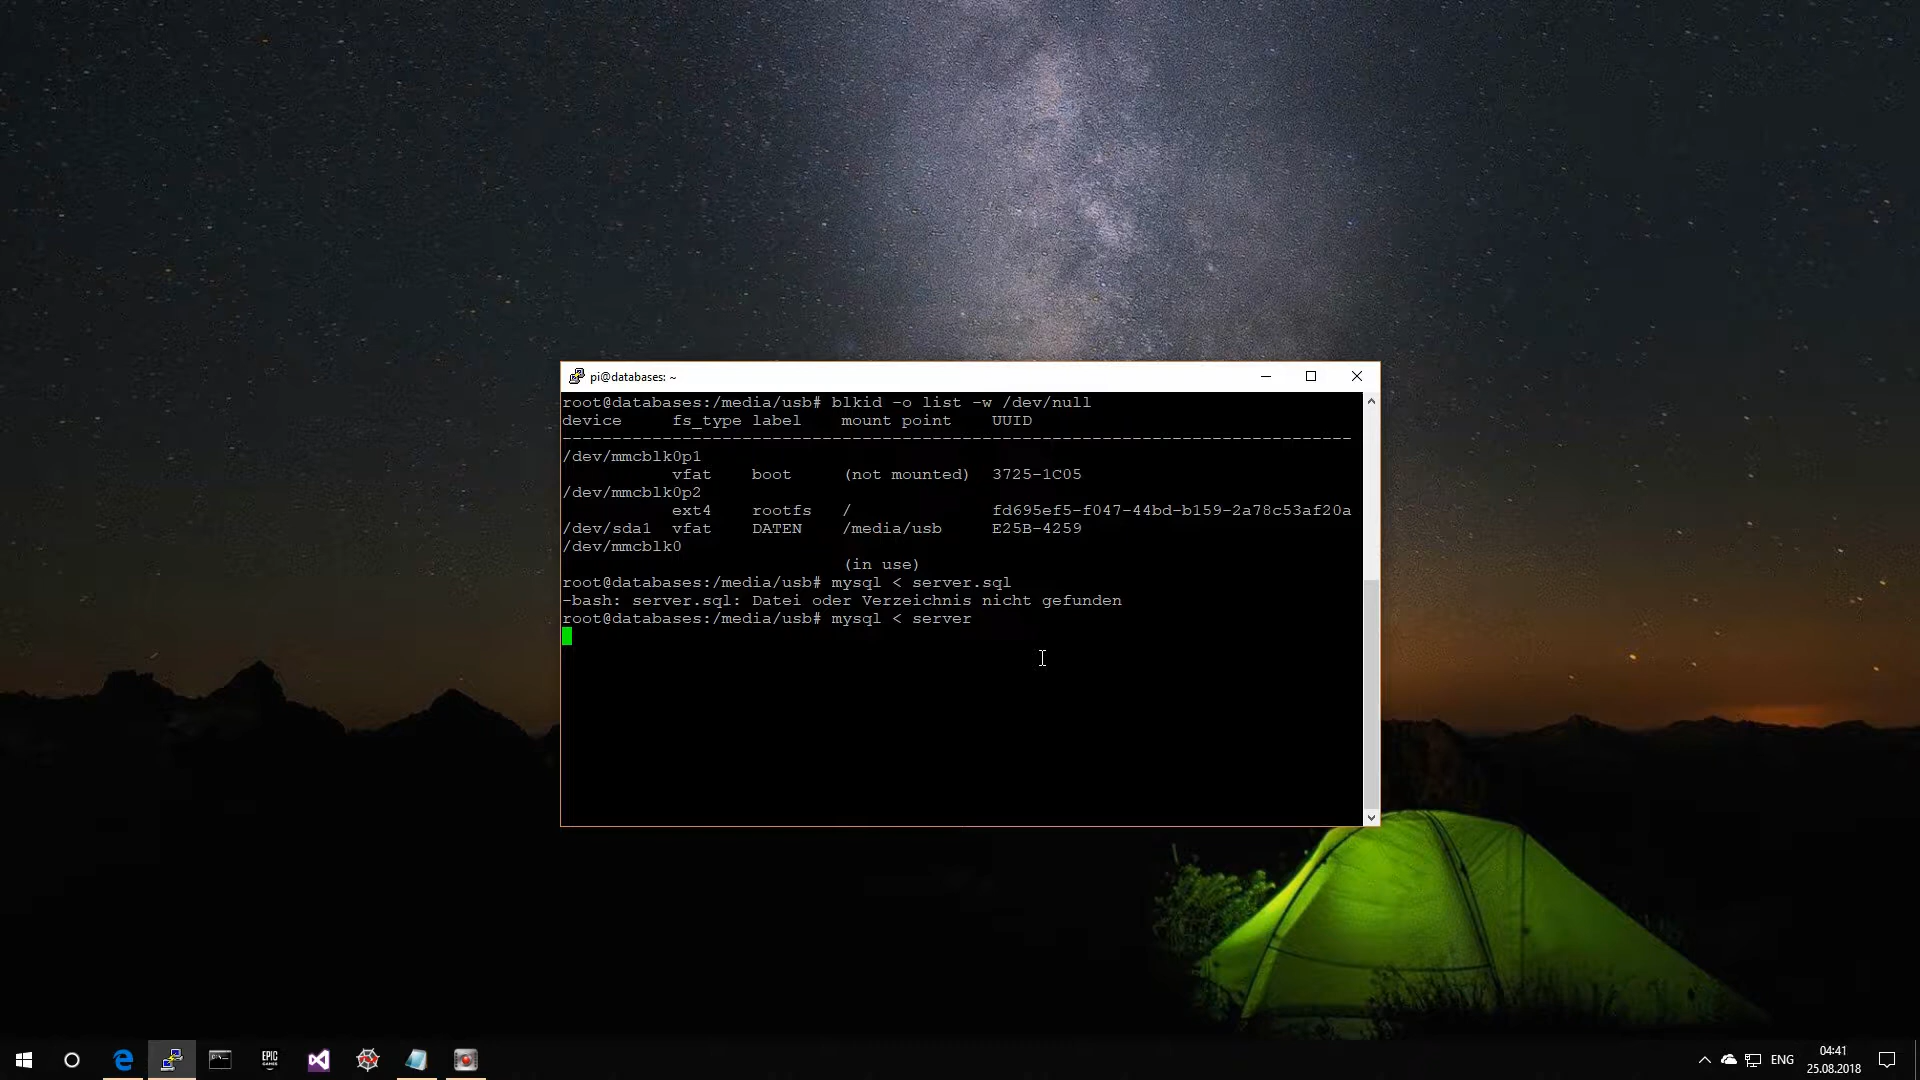 pi@databases: ~
root@databases:/media/usb# blkid -o list -w /dev/null
device fs_type label mount point UUID
--------------------------------------------------------------------------------
/dev/mmcblk0p1
vfat boot (not mounted) 3725-1C05
/dev/mmcblk0p2
ext4 rootfs / fd695ef5-f047-44bd-b159-2a78c53af20a
/dev/sda1 vfat DATEN /media/usb E25B-4259
/dev/mmcblk0
(in use)
root@databases:/media/usb# mysql < server.sql
-bash: server.sql: Datei oder Verzeichnis nicht gefunden
root@databases:/media/usb# mysql < server
EPIC
GAMES
ENG
04:41
25.08.2018